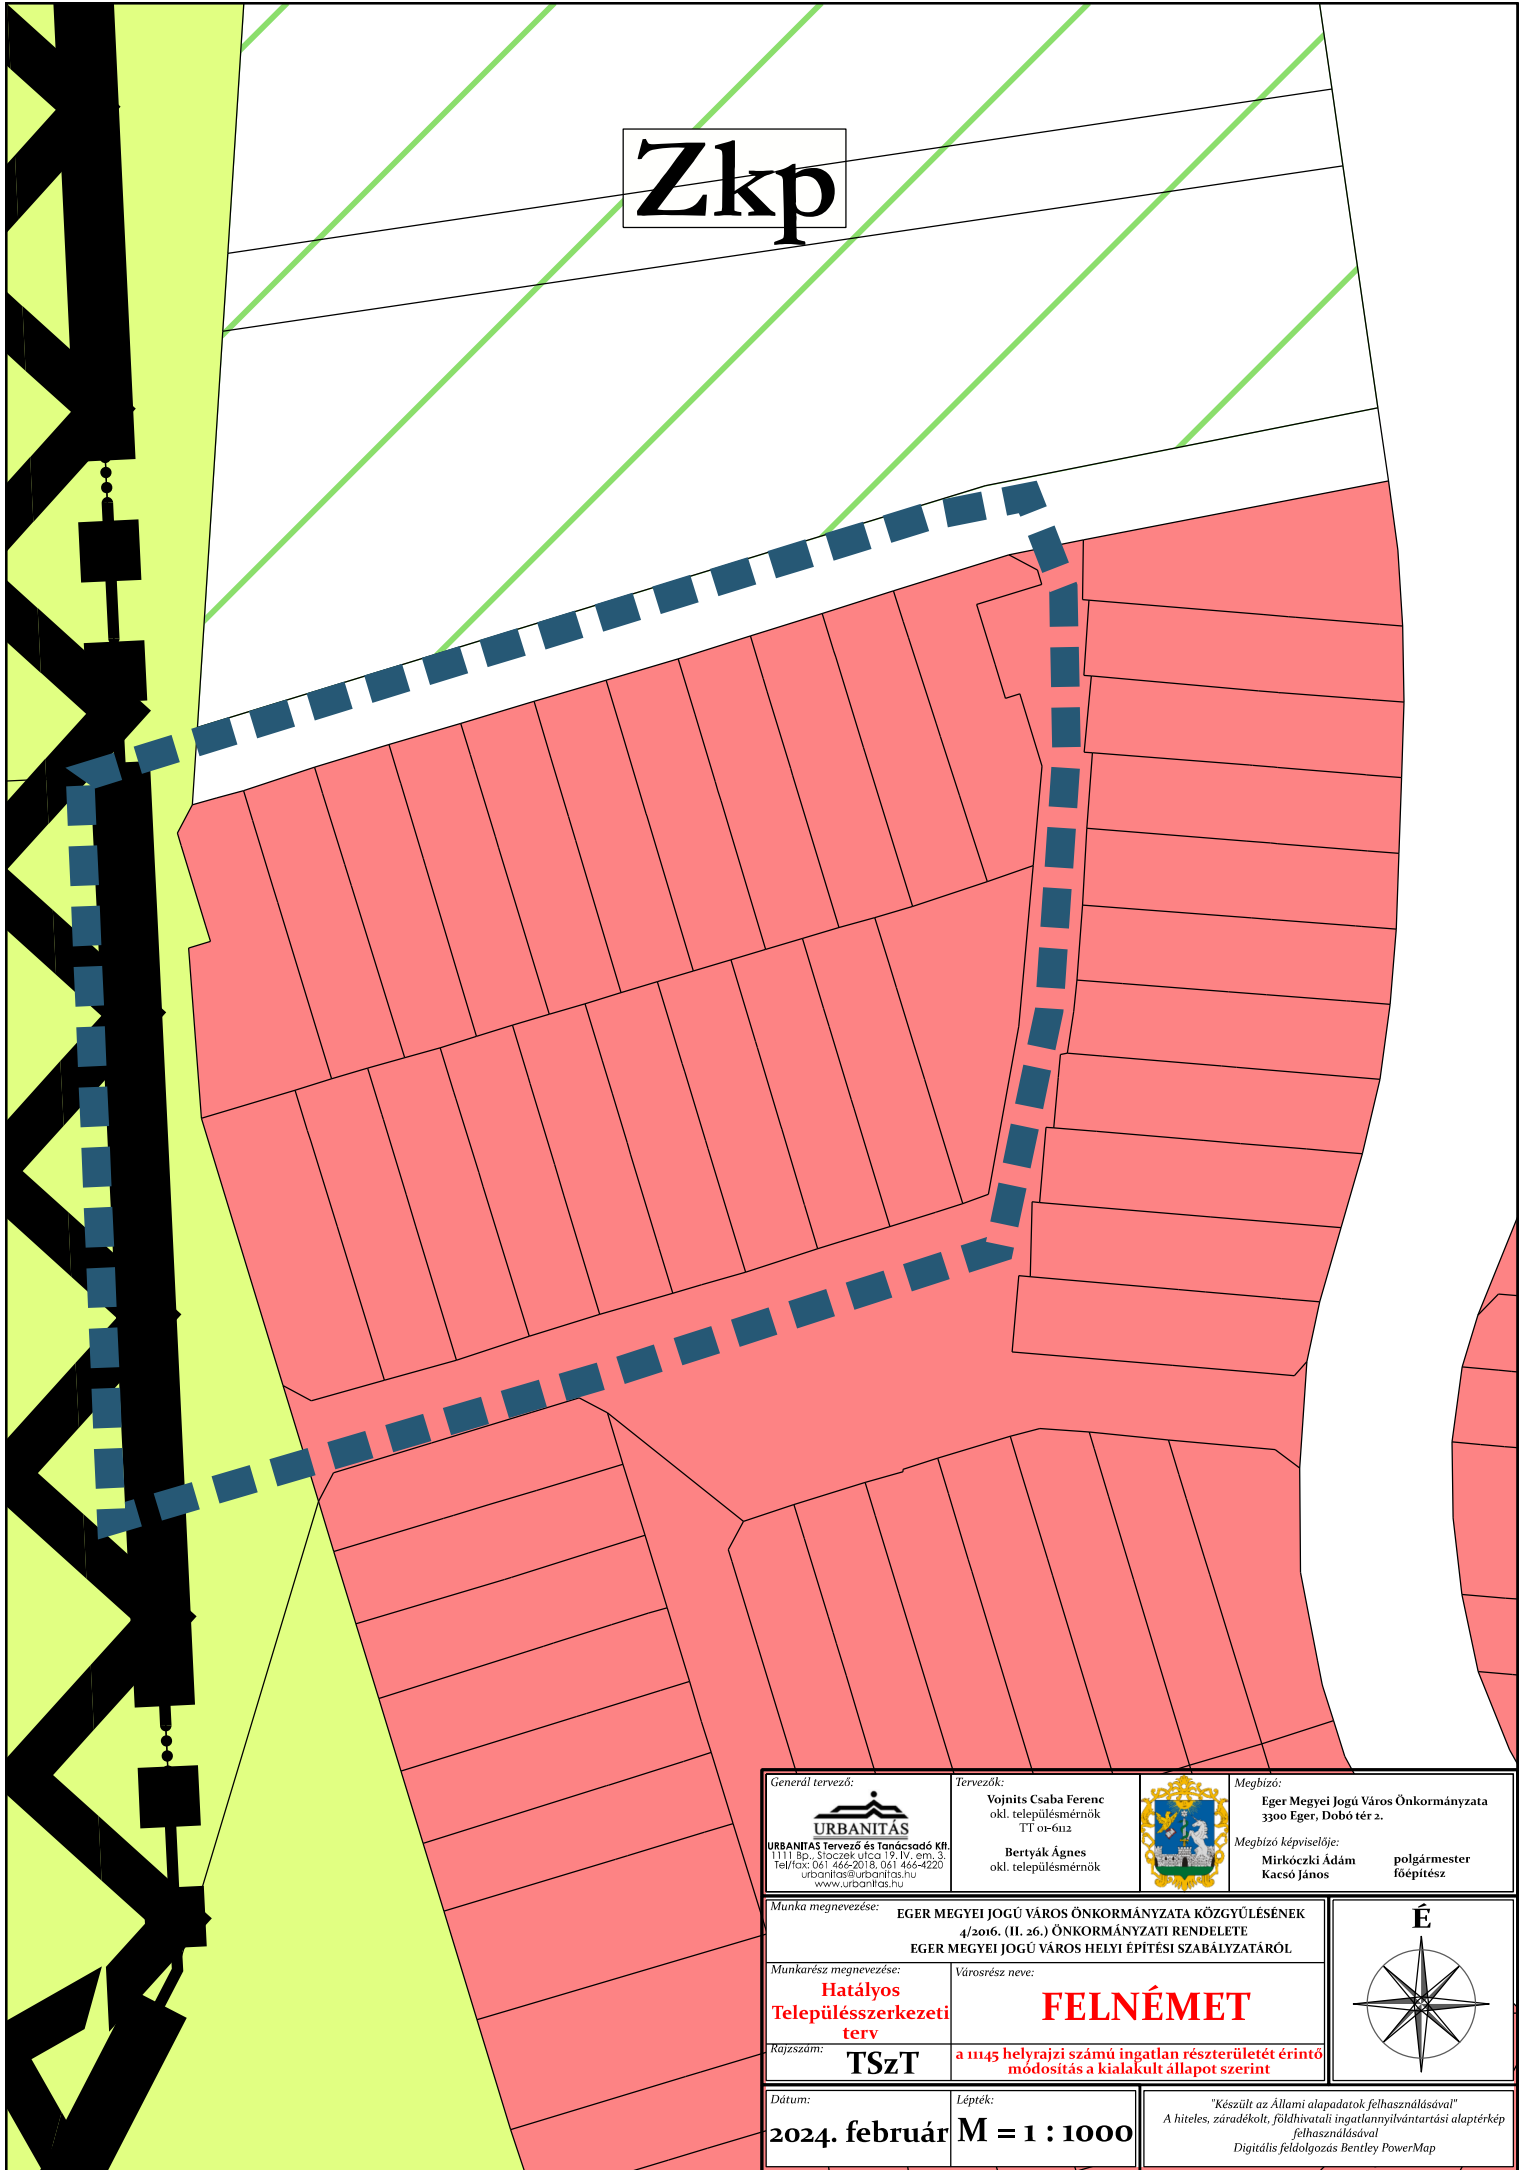 Zkp
Generál tervező:
URBANITÁS
URBANITAS Tervező és Tanácsadó Kft.
1111 Bp., Stoczek utca 19. IV. em. 3.
Tel/fax: 061 466-2018, 061 466-4220
urbanitas@urbanitas.hu
www.urbanitas.hu
Tervezők:
Vojnits Csaba Ferenc
okl. településmérnök
TT 01-6112
Bertyák Ágnes
okl. településmérnök
Megbízó:
Eger Megyei Jogú Város Önkormányzata
3300 Eger, Dobó tér 2.
Megbízó képviselője:
Mirkóczki Ádám polgármester
Kacsó János főépítész
Munka megnevezése:
EGER MEGYEI JOGÚ VÁROS ÖNKORMÁNYZATA KÖZGYŰLÉSÉNEK
4/2016. (II. 26.) ÖNKORMÁNYZATI RENDELETE
EGER MEGYEI JOGÚ VÁROS HELYI ÉPÍTÉSI SZABÁLYZATÁRÓL
Munkarész megnevezése:
Hatályos
Településszerkezeti
terv
Városrész neve:
FELNÉMET
Rajzszám:
TSzT
a 11145 helyrajzi számú ingatlan részterületét érintő
módosítás a kialakult állapot szerint
É
Dátum:
2024. február
Lépték:
M = 1 : 1000
"Készült az Állami alapadatok felhasználásával"
A hiteles, záradékolt, földhivatali ingatlannyilvántartási alaptérkép
felhasználásával
Digitális feldolgozás Bentley PowerMap